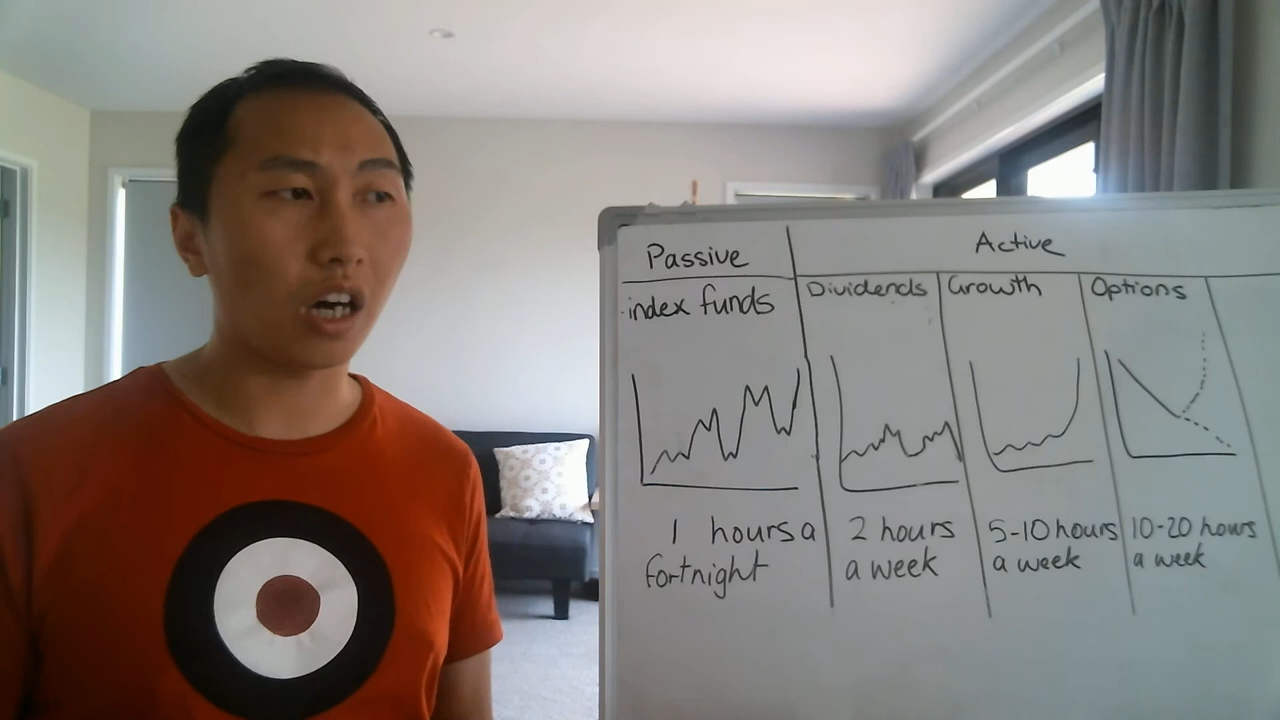 Passive
Active
index funds
Dividends
Growth
Options
1 hours a
fortnight
2 hours
a week
5-10 hours
a week
10-20 hours
a week